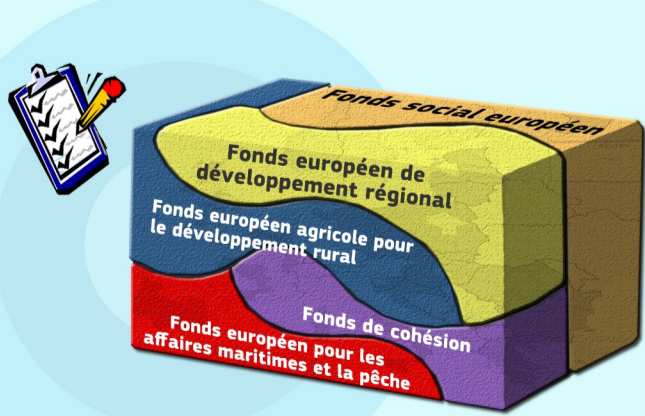 Fonds social européen
Fonds européen de
développement régional
Fonds européen agricole pour
le développement rural
Fonds de cohésion
Fonds européen pour les
affaires maritimes et la pêche